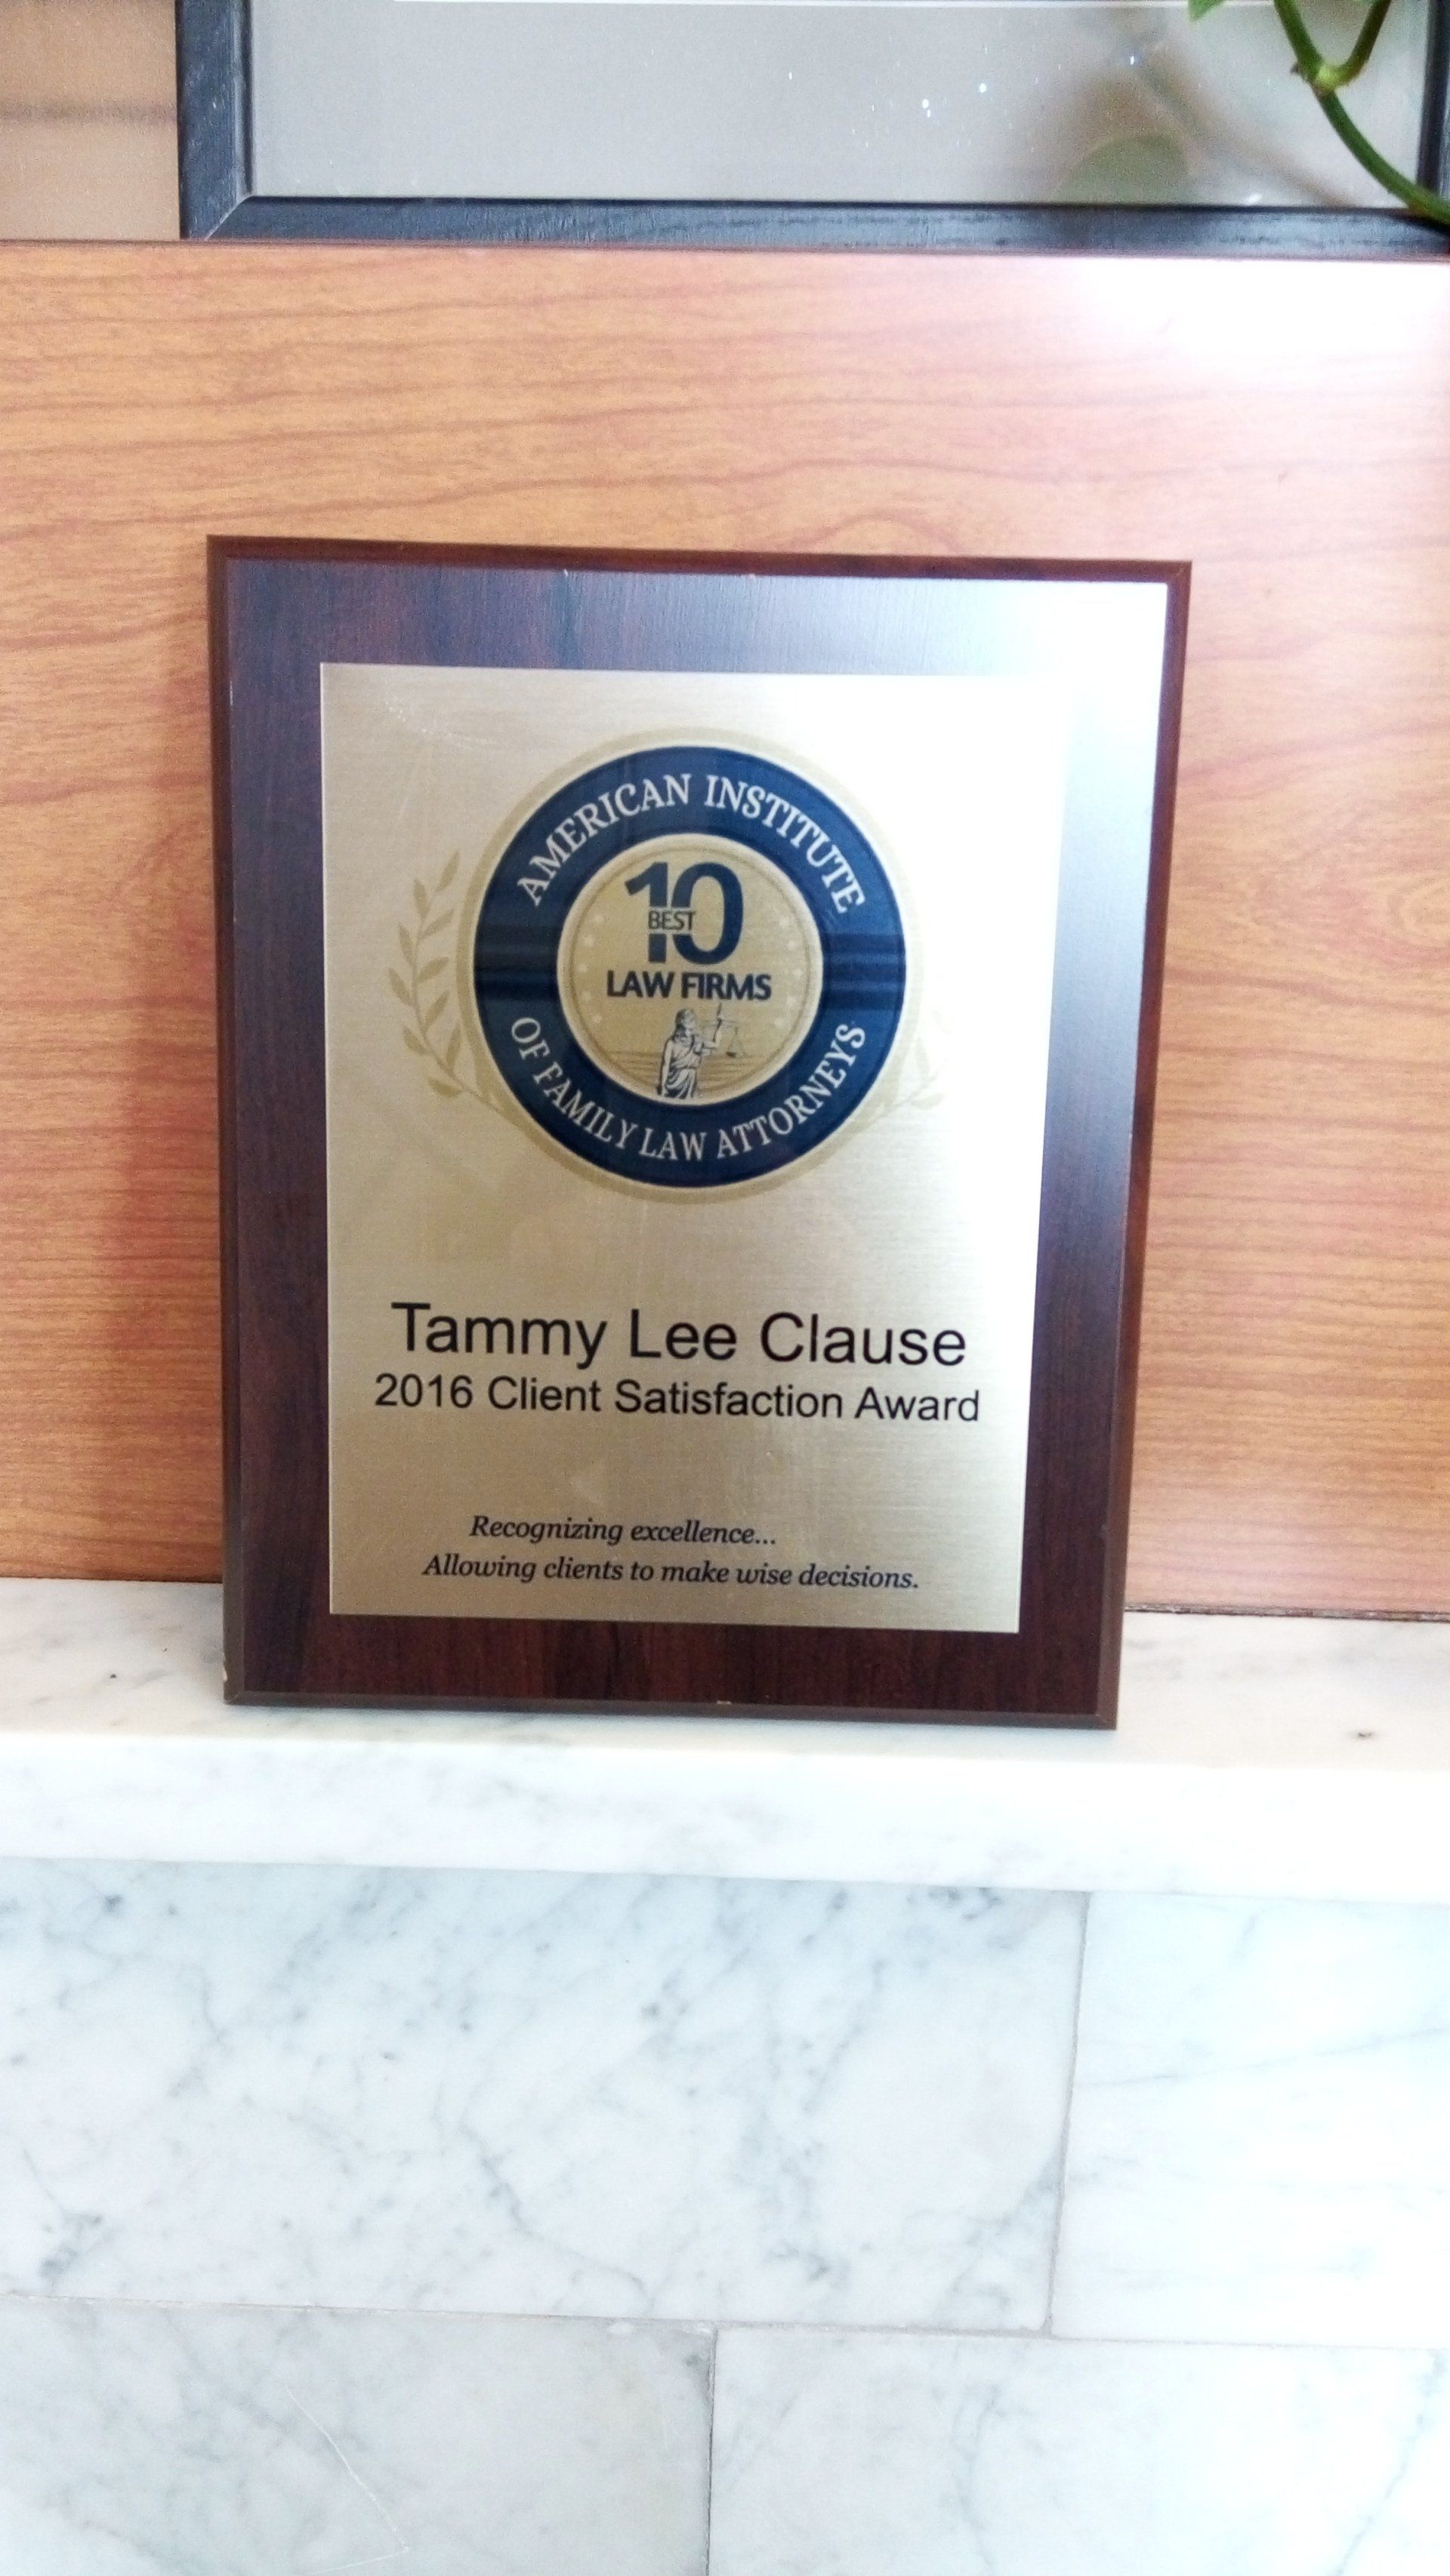 AMERICAN INSTITUTE
10
BEST
LAW FIRMS
OF FAMILY LAW ATTORNEYS
Tammy Lee Clause
2016 Client Satisfaction Award
Recognizing excellence...
Allowing clients to make wise decisions.